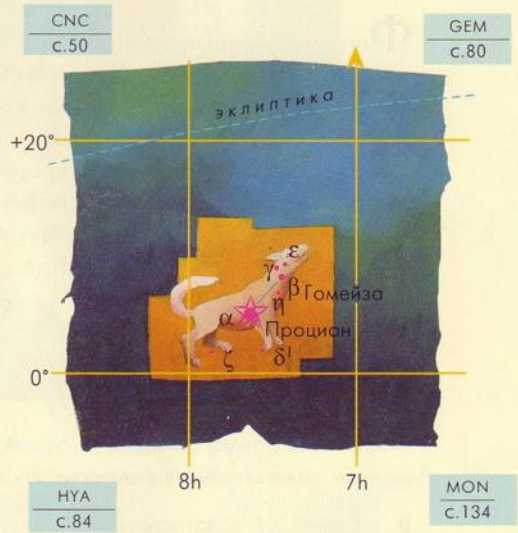 CNC
с.50
GEM
с.80
эклиптика
+20°
ε
γ
β Гомейза
η
α
Процион
ζ
δ¹
0°
8h
7h
HYA
с.84
MON
с.134